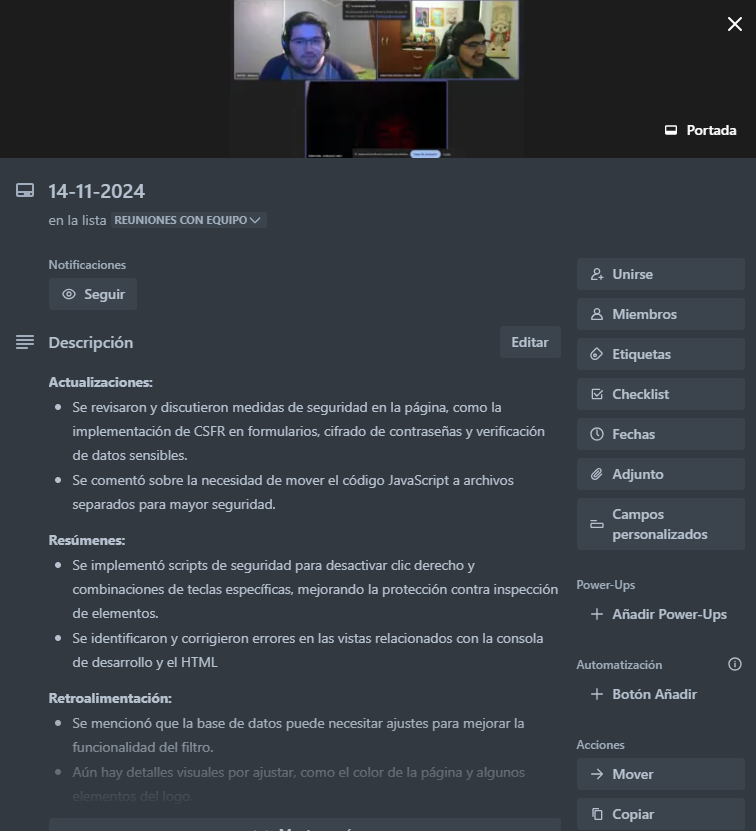 Portada
14-11-2024
en la lista REUNIONES CON EQUIPO
Notificaciones
Seguir
Descripción
Editar
Actualizaciones:
• Se revisaron y discutieron medidas de seguridad en la página, como la
implementación de CSFR en formularios, cifrado de contraseñas y verificación
de datos sensibles.
• Se comentó sobre la necesidad de mover el código JavaScript a archivos
separados para mayor seguridad.
Resúmenes:
• Se implementó scripts de seguridad para desactivar clic derecho y
combinaciones de teclas específicas, mejorando la protección contra inspección
de elementos.
• Se identificaron y corrigieron errores en las vistas relacionados con la consola
de desarrollo y el HTML
Retroalimentación:
• Se mencionó que la base de datos puede necesitar ajustes para mejorar la
funcionalidad del filtro.
• Aún hay detalles visuales por ajustar, como el color de la página y algunos
elementos del logo.
Unirse
Miembros
Etiquetas
Checklist
Fechas
Adjunto
Campos
personalizados
Power-Ups
Añadir Power-Ups
Automatización
Botón Añadir
Acciones
Mover
Copiar